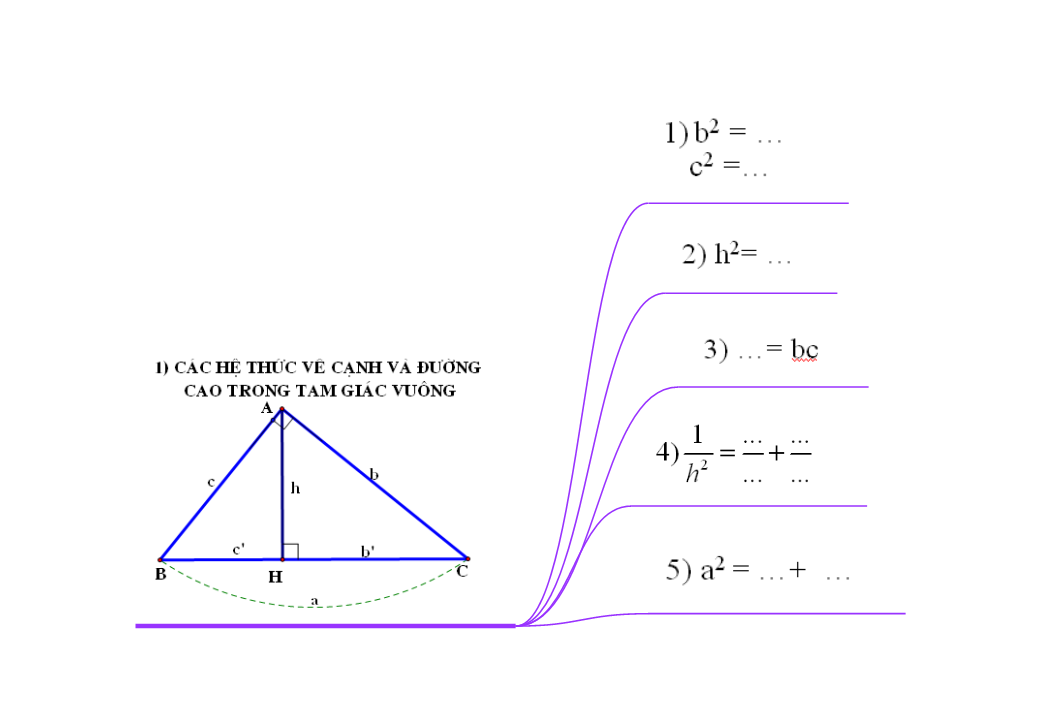 1) b² = …
c² =…
2) h²= …
3) …= bc
1) CÁC HỆ THỨC VỀ CẠNH VÀ ĐƯỜNG
CAO TRONG TAM GIÁC VUÔNG
A
4) 1/h² = .../... + .../...
c
b
h
c'
b'
B
H
C
a
5) a² = …+ …